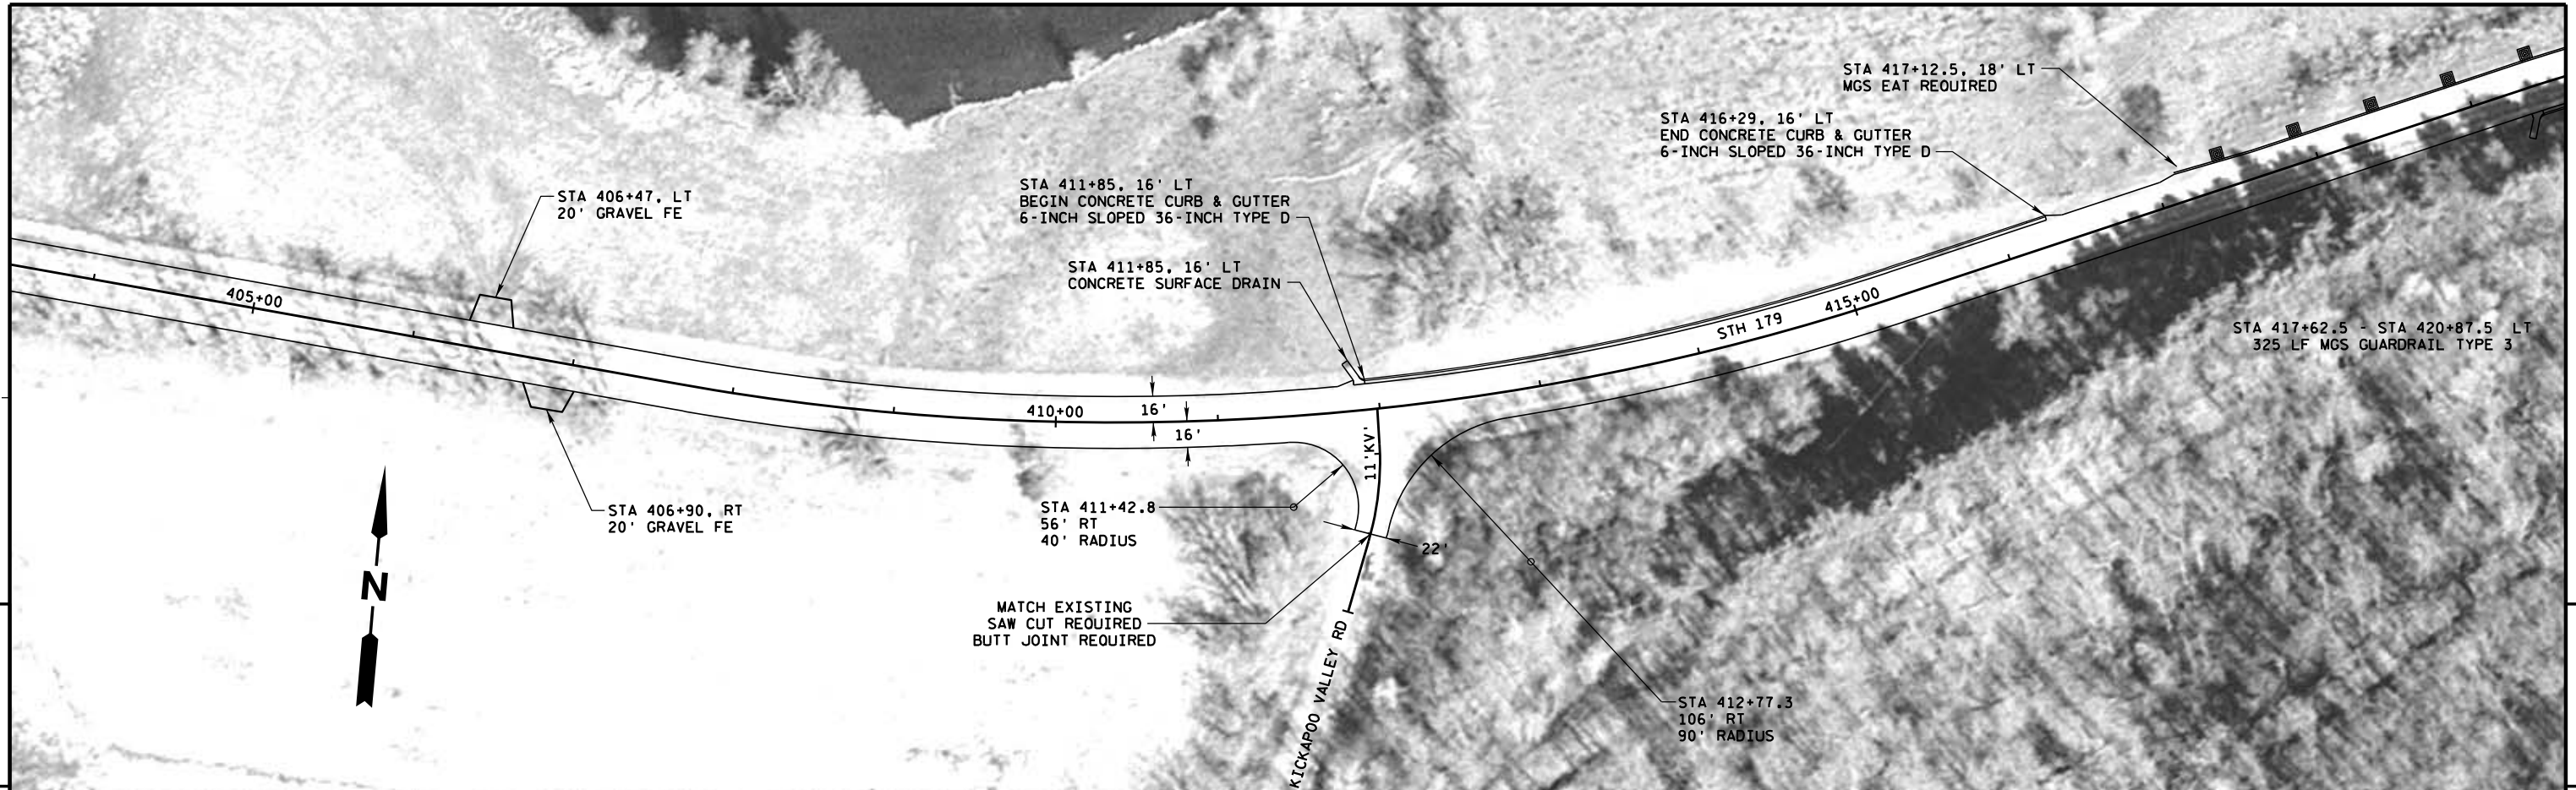 STA 417+12.5, 18' LT
MGS EAT REQUIRED
STA 416+29, 16' LT
END CONCRETE CURB & GUTTER
6-INCH SLOPED 36-INCH TYPE D
STA 411+85, 16' LT
BEGIN CONCRETE CURB & GUTTER
6-INCH SLOPED 36-INCH TYPE D
STA 406+47, LT
20' GRAVEL FE
STA 411+85, 16' LT
CONCRETE SURFACE DRAIN
405+00
415+00
STH 179
STA 417+62.5 - STA 420+87.5 LT
325 LF MGS GUARDRAIL TYPE 3
410+00
16'
16'
11'KV'
STA 406+90, RT
20' GRAVEL FE
STA 411+42.8
56' RT
40' RADIUS
22'
N
MATCH EXISTING
SAW CUT REQUIRED
BUTT JOINT REQUIRED
KICKAPOO VALLEY RD
STA 412+77.3
106' RT
90' RADIUS